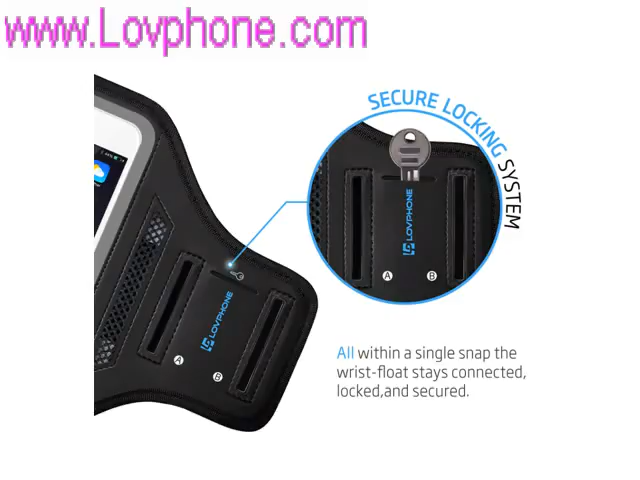 www.Lovphone.com
SECURE LOCKING SYSTEM
LOVPHONE
A
B
LOVPHONE
A
B
All within a single snap the
wrist-float stays connected,
locked,and secured.